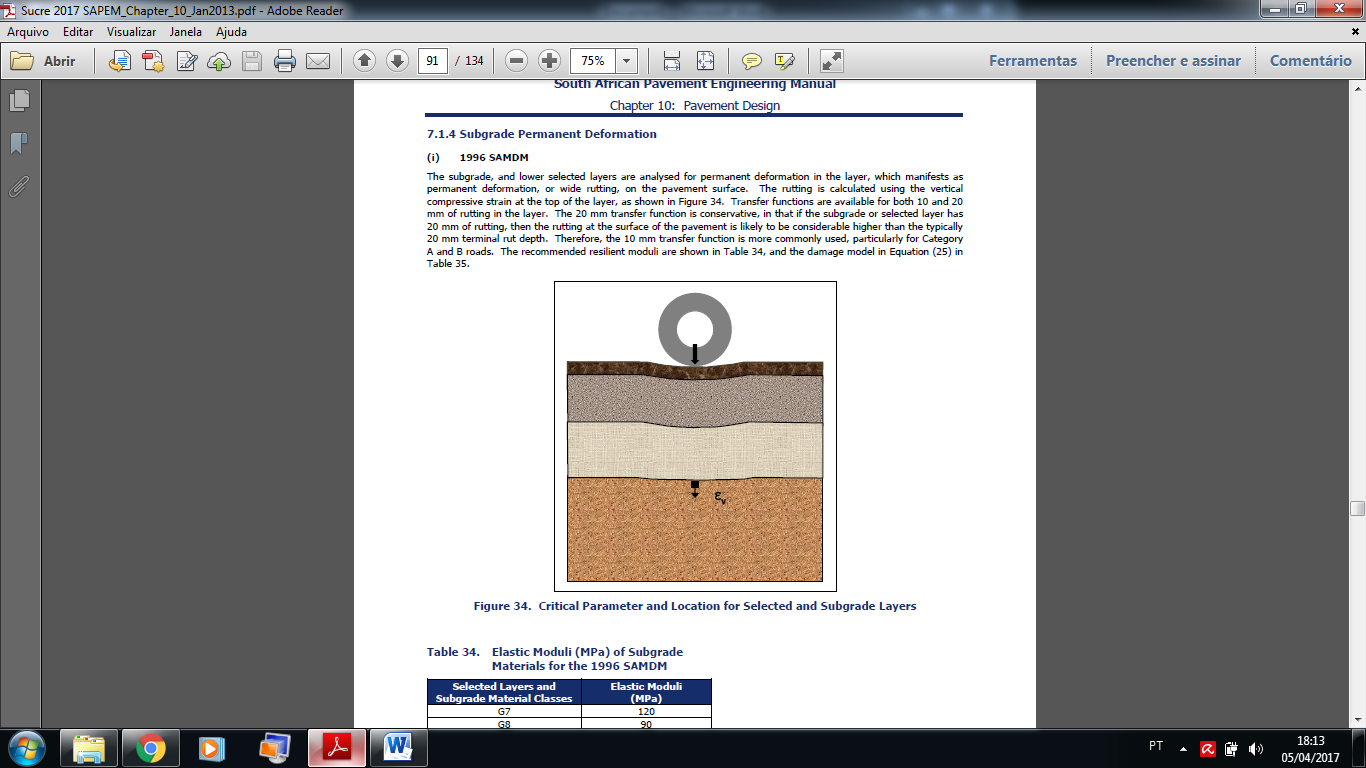 Sucre 2017 SAPEM_Chapter_10_Jan2013.pdf - Adobe Reader
Arquivo Editar Visualizar Janela Ajuda
Abrir 91 / 134 75% Ferramentas Preencher e assinar Comentário
South African Pavement Engineering Manual
Chapter 10: Pavement Design
7.1.4 Subgrade Permanent Deformation
(i) 1996 SAMDM
The subgrade, and lower selected layers are analysed for permanent deformation in the layer, which manifests as
permanent deformation, or wide rutting, on the pavement surface. The rutting is calculated using the vertical
compressive strain at the top of the layer, as shown in Figure 34. Transfer functions are available for both 10 and 20
mm of rutting in the layer. The 20 mm transfer function is conservative, in that if the subgrade or selected layer has
20 mm of rutting, then the rutting at the surface of the pavement is likely to be considerable higher than the typically
20 mm terminal rut depth. Therefore, the 10 mm transfer function is more commonly used, particularly for Category
A and B roads. The recommended resilient moduli are shown in Table 34, and the damage model in Equation (25) in
Table 35.
εv
Figure 34. Critical Parameter and Location for Selected and Subgrade Layers
Table 34. Elastic Moduli (MPa) of Subgrade
Materials for the 1996 SAMDM
Selected Layers and Elastic Moduli
Subgrade Material Classes (MPa)
G7 120
G8 90
PT 18:13
05/04/2017